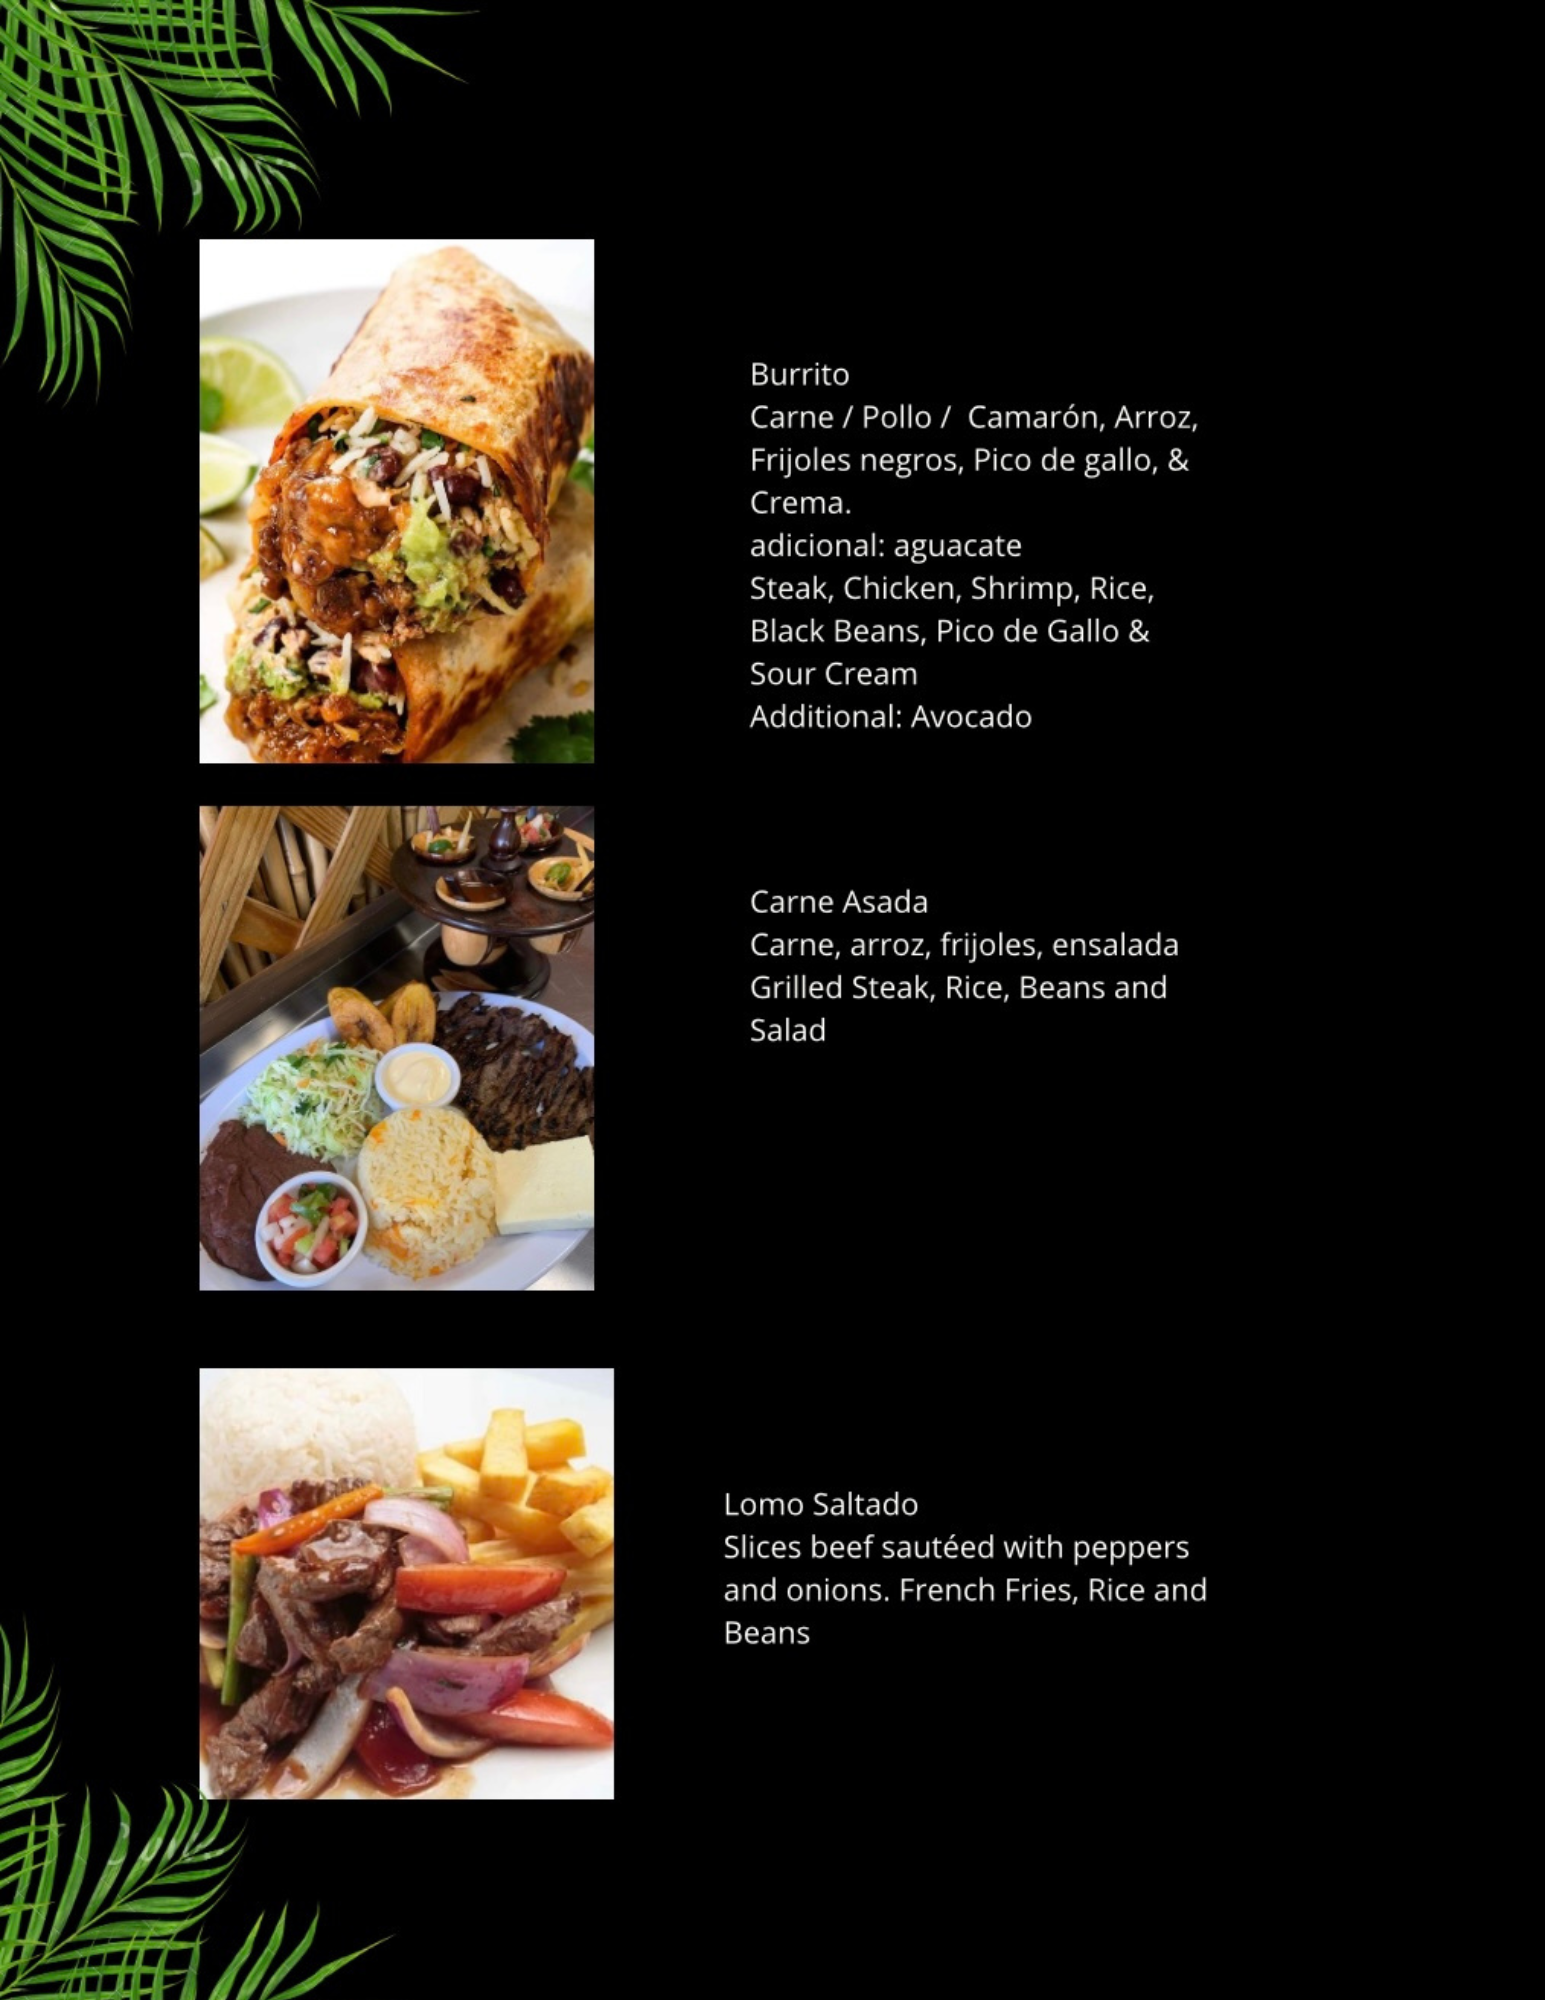 Burrito
Carne / Pollo /  Camarón, Arroz,
Frijoles negros, Pico de gallo, &
Crema.
adicional: aguacate
Steak, Chicken, Shrimp, Rice,
Black Beans, Pico de Gallo &
Sour Cream
Additional: Avocado
Carne Asada
Carne, arroz, frijoles, ensalada
Grilled Steak, Rice, Beans and
Salad
Lomo Saltado
Slices beef sautéed with peppers
and onions. French Fries, Rice and
Beans